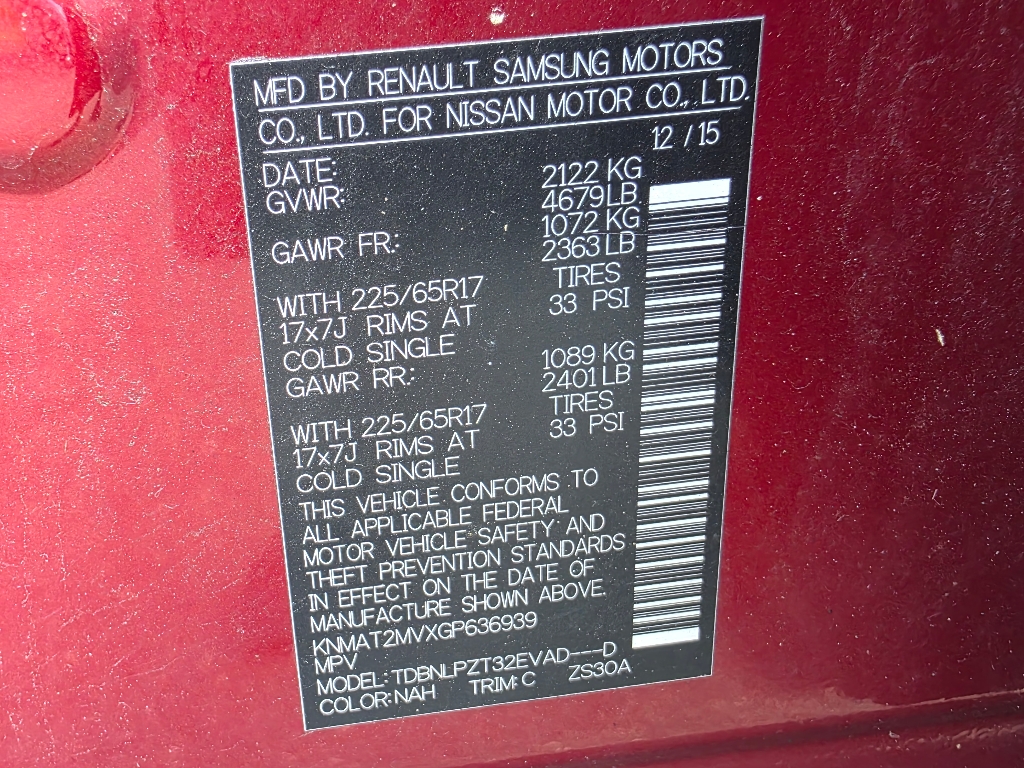 MFD BY RENAULT SAMSUNG MOTORS
CO., LTD. FOR NISSAN MOTOR CO., LTD.
DATE: 12 / 15
GVWR: 2122 KG
4679 LB
GAWR FR: 1072 KG
2363 LB
WITH 225/65R17 TIRES
17x7J RIMS AT 33 PSI
COLD SINGLE
GAWR RR: 1089 KG
2401 LB
WITH 225/65R17 TIRES
17x7J RIMS AT 33 PSI
COLD SINGLE
THIS VEHICLE CONFORMS TO
ALL APPLICABLE FEDERAL
MOTOR VEHICLE SAFETY AND
THEFT PREVENTION STANDARDS
IN EFFECT ON THE DATE OF
MANUFACTURE SHOWN ABOVE.
KNMAT2MVXGP636939
MPV
MODEL: TDBNLPZT32EVAD---D
COLOR: NAH TRIM: C ZS30A